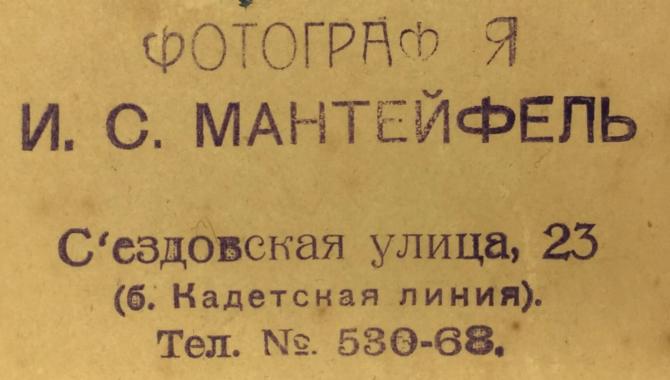 ФОТОГРАФ Я
И. С. МАНТЕЙФЕЛЬ
С‘ездовская улица, 23
(б. Кадетская линия).
Тел. №. 530-68.